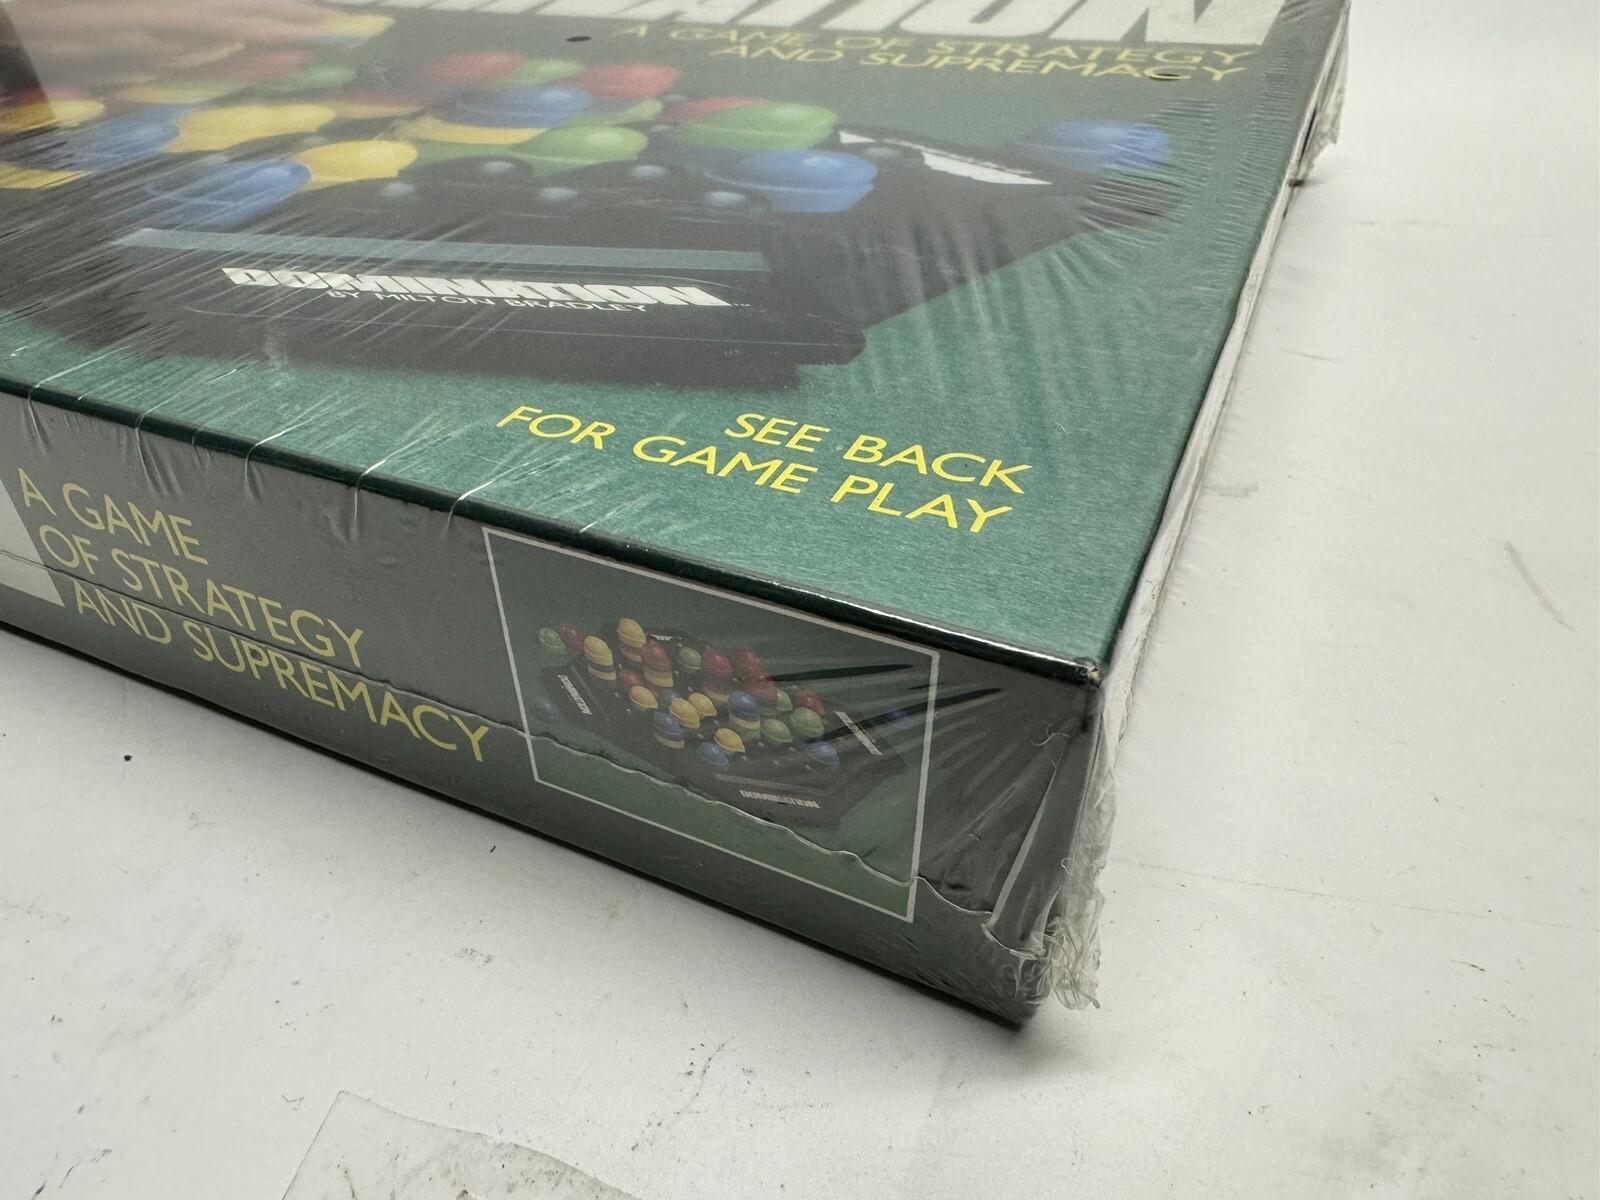 A GAME OF STRATEGY
AND SUPREMACY
DOMINATION™
BY MILTON BRADLEY
SEE BACK
FOR GAME PLAY
A GAME
OF STRATEGY
AND SUPREMACY
DOMINATION
DOMINATION